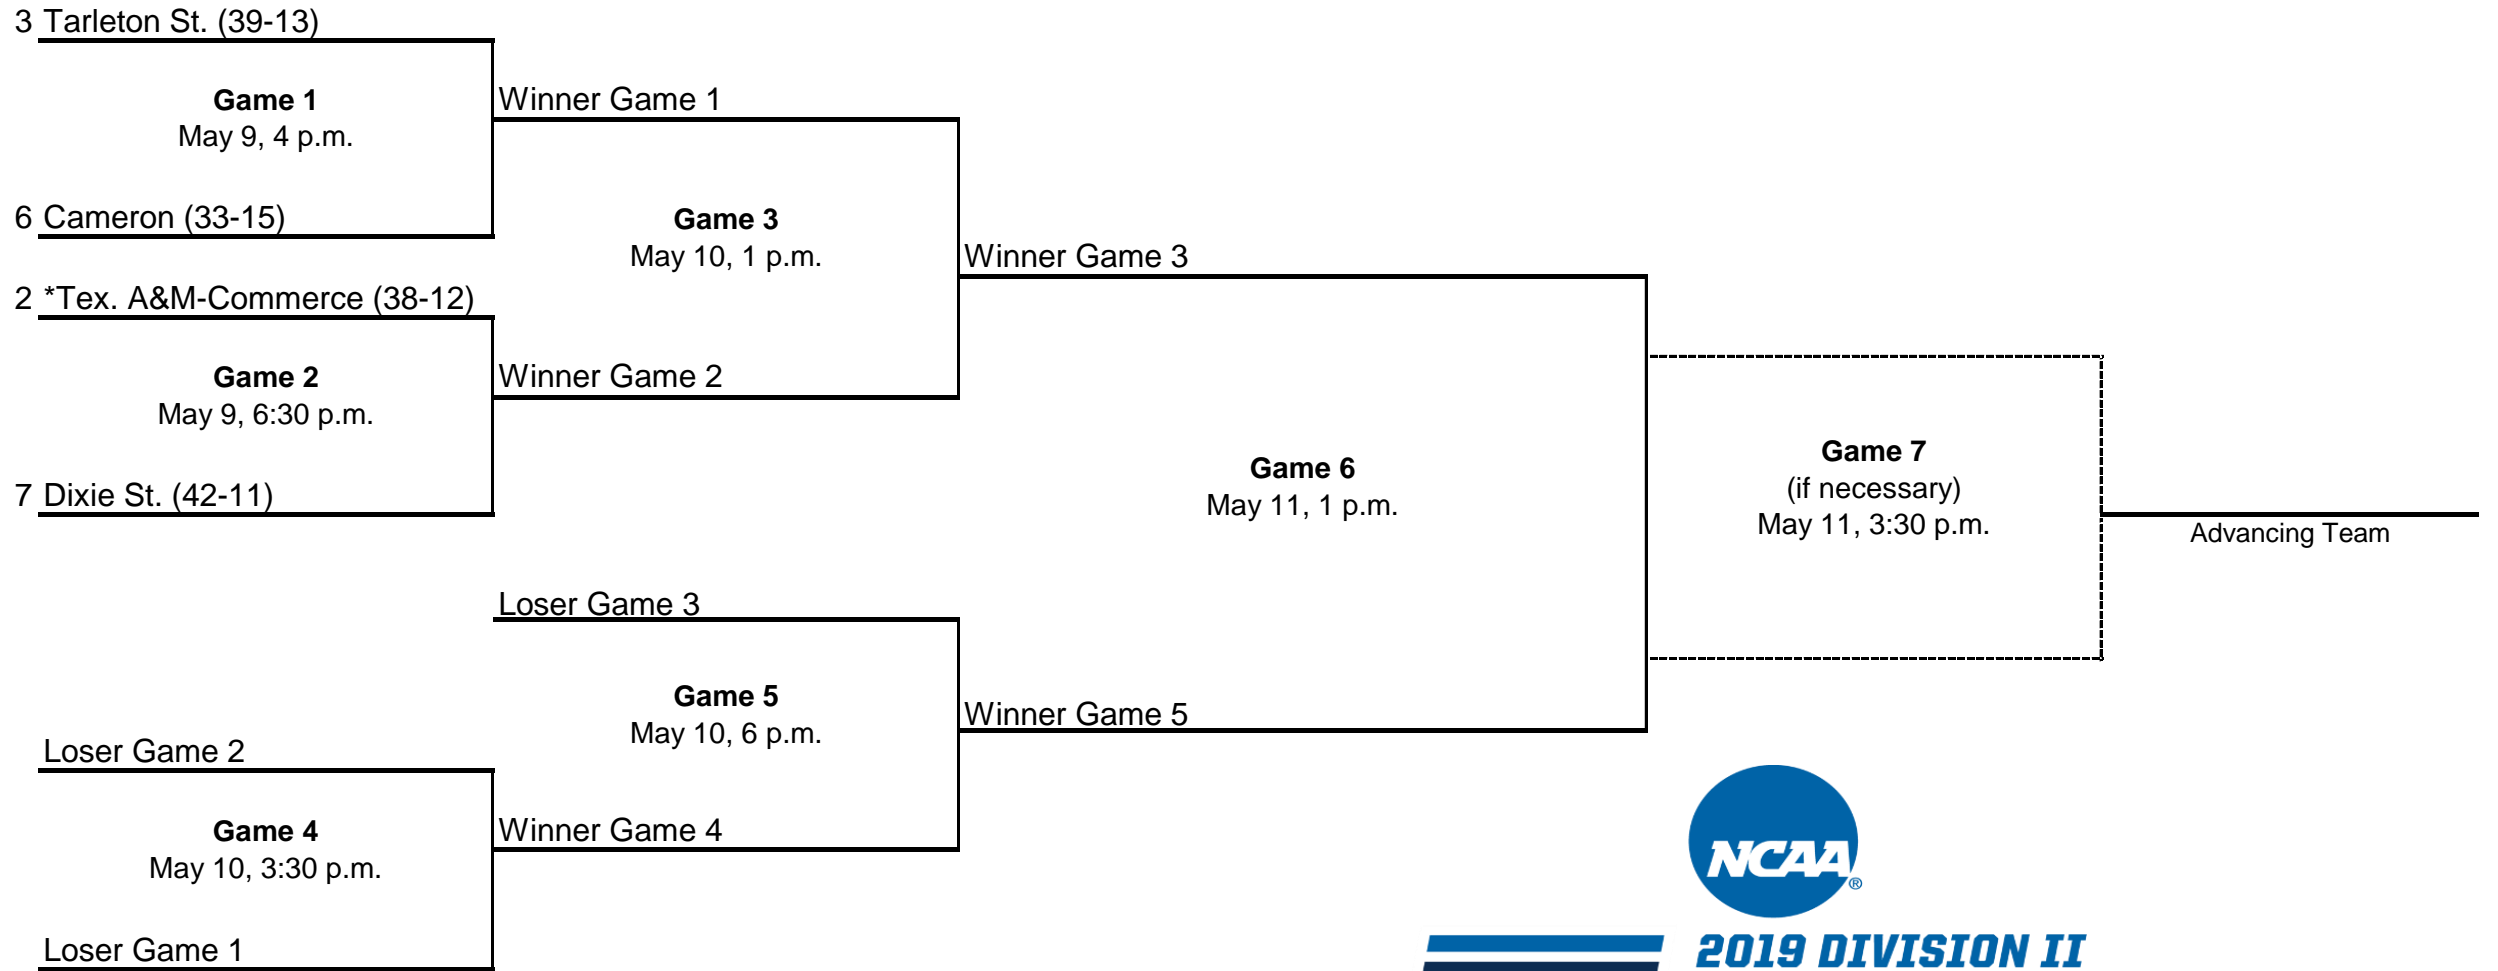 3 Tarleton St. (39-13)
Game 1
May 9, 4 p.m.
Winner Game 1
6 Cameron (33-15)
Game 3
May 10, 1 p.m.
Winner Game 3
2 *Tex. A&M-Commerce (38-12)
Game 2
May 9, 6:30 p.m.
Winner Game 2
7 Dixie St. (42-11)
Game 6
May 11, 1 p.m.
Game 7
(if necessary)
May 11, 3:30 p.m.
Advancing Team
Loser Game 3
Game 5
May 10, 6 p.m.
Winner Game 5
Loser Game 2
Game 4
May 10, 3:30 p.m.
Winner Game 4
Loser Game 1
NCAA®
2019 DIVISION II